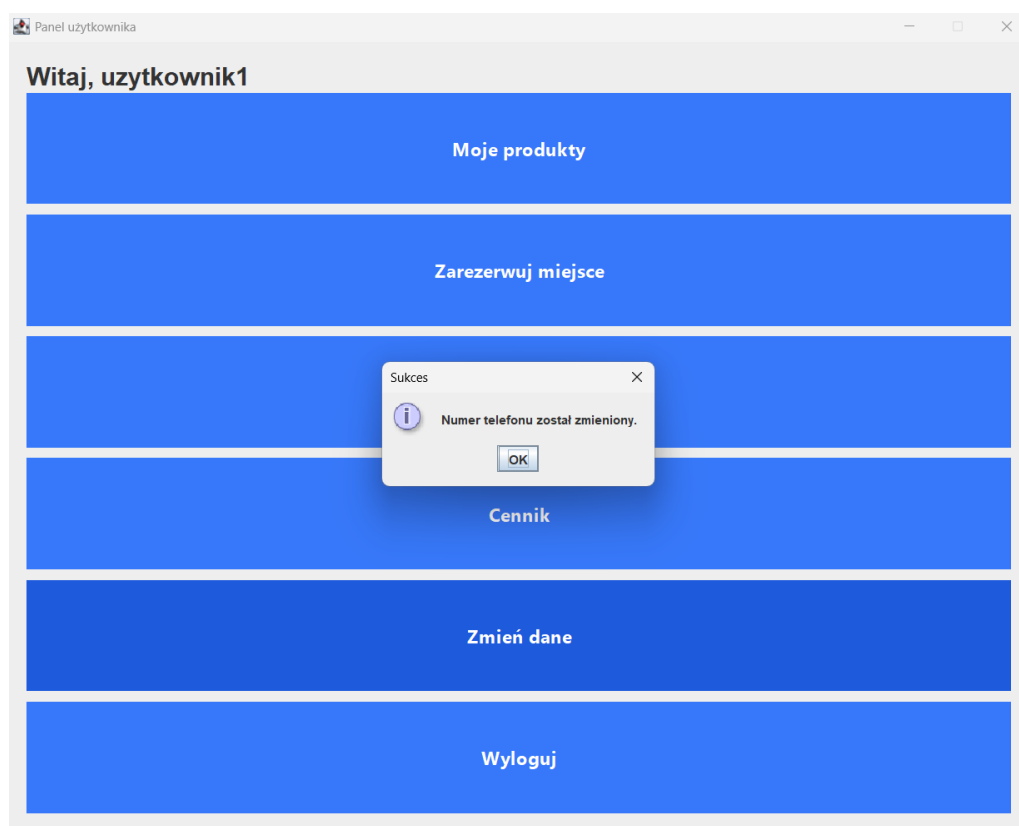 Panel użytkownika
Witaj, uzytkownik1
Moje produkty
Zarezerwuj miejsce
Sukces
Numer telefonu został zmieniony.
OK
Cennik
Zmień dane
Wyloguj